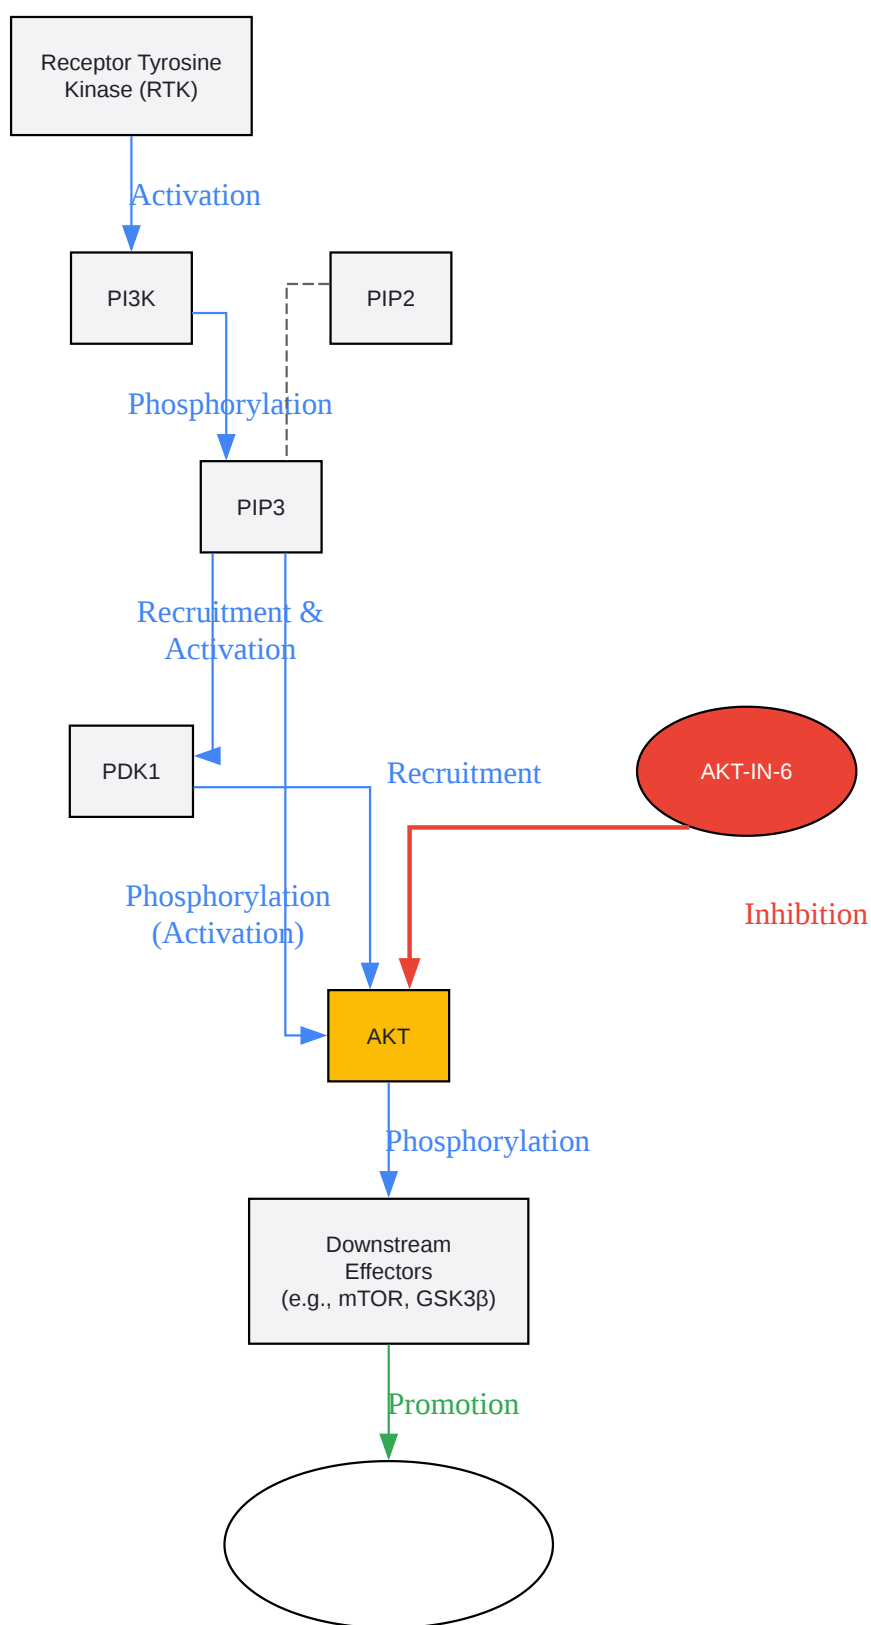 Receptor Tyrosine
Kinase (RTK)
Activation
PI3K
PIP2
Phosphorylation
PIP3
Recruitment &
Activation
PDK1
Recruitment
AKT-IN-6
Phosphorylation
(Activation)
Inhibition
AKT
Phosphorylation
Downstream
Effectors
(e.g., mTOR, GSK3β)
Promotion